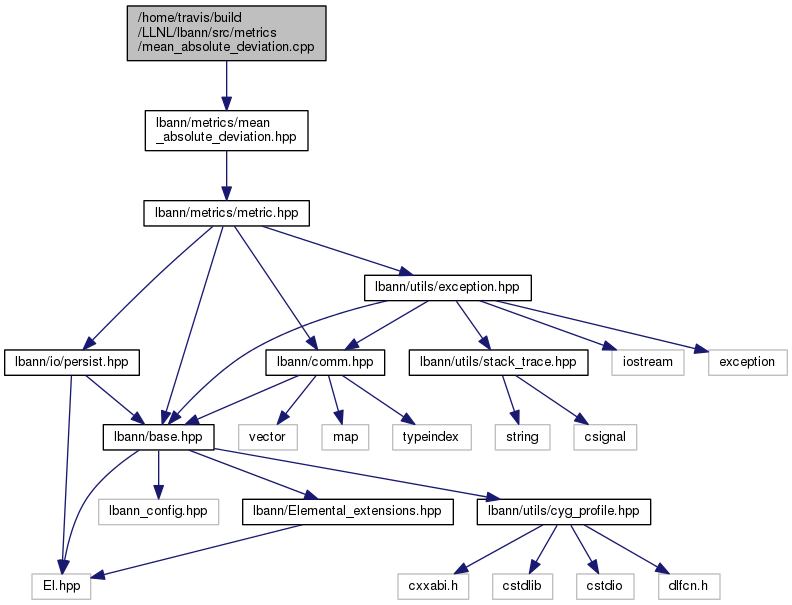 /home/travis/build
/LLNL/lbann/src/metrics
/mean_absolute_deviation.cpp
lbann/metrics/mean
_absolute_deviation.hpp
lbann/metrics/metric.hpp
lbann/utils/exception.hpp
lbann/io/persist.hpp
lbann/comm.hpp
lbann/utils/stack_trace.hpp
iostream
exception
lbann/base.hpp
vector
map
typeindex
string
csignal
lbann_config.hpp
lbann/Elemental_extensions.hpp
lbann/utils/cyg_profile.hpp
El.hpp
cxxabi.h
cstdlib
cstdio
dlfcn.h